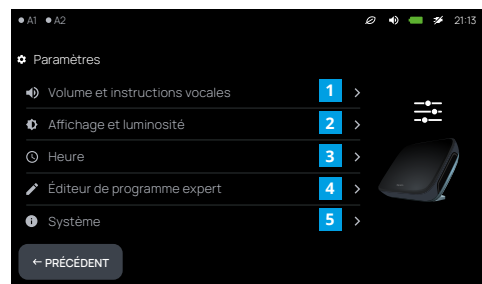 A1 A2 21:13
Paramètres
Volume et instructions vocales 1
Affichage et luminosité 2
Heure 3
Éditeur de programme expert 4
Système 5
← PRÉCÉDENT